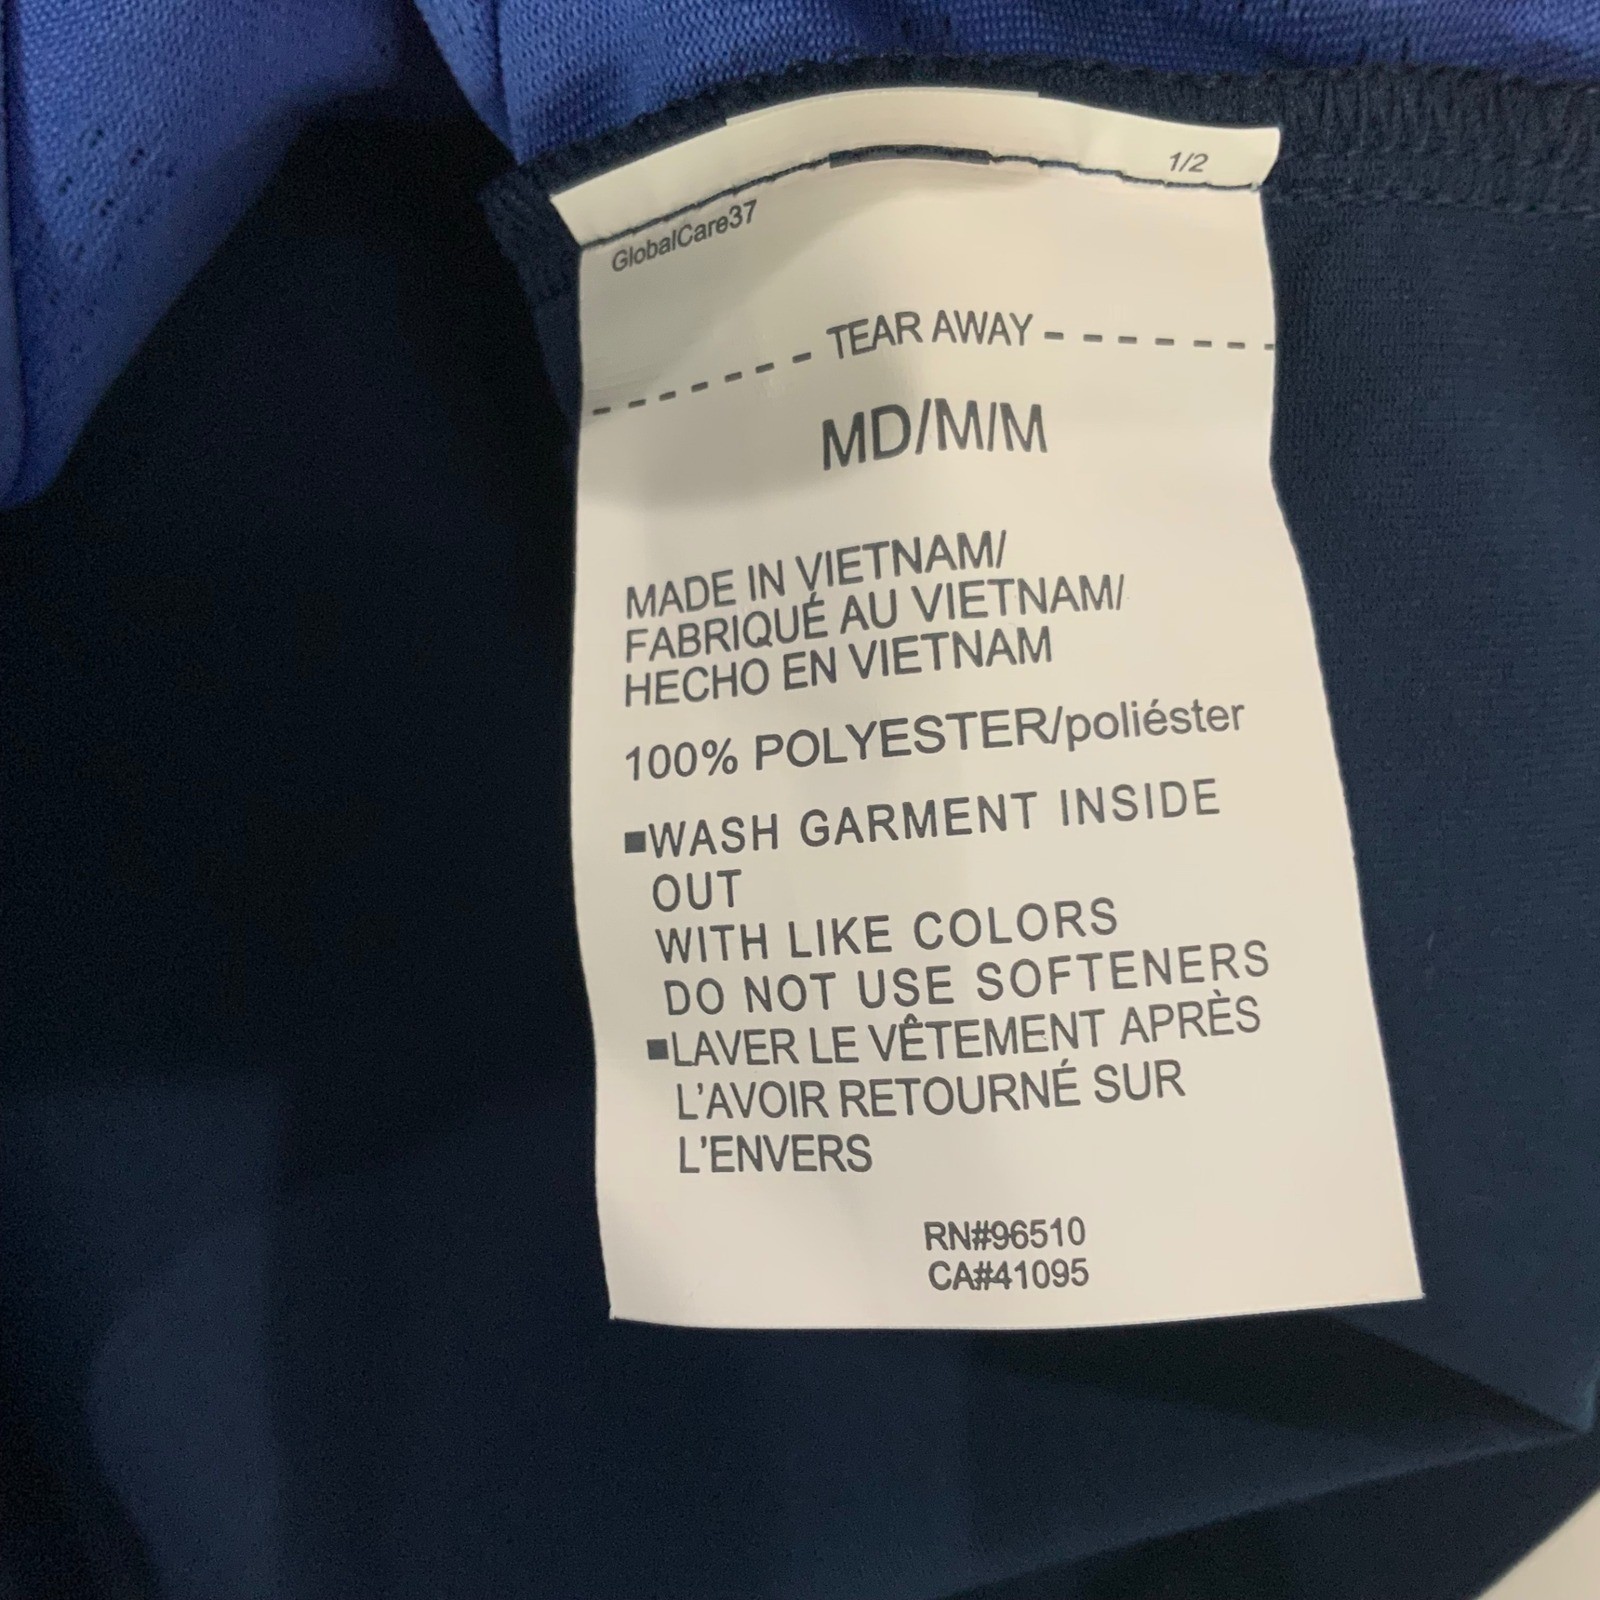 1/2
GlobalCare37
TEAR AWAY
MD/M/M
MADE IN VIETNAM/
FABRIQUÉ AU VIETNAM/
HECHO EN VIETNAM
100% POLYESTER/poliéster
■WASH GARMENT INSIDE
OUT
WITH LIKE COLORS
DO NOT USE SOFTENERS
■LAVER LE VÊTEMENT APRÈS
L'AVOIR RETOURNÉ SUR
L'ENVERS
RN#96510
CA#41095